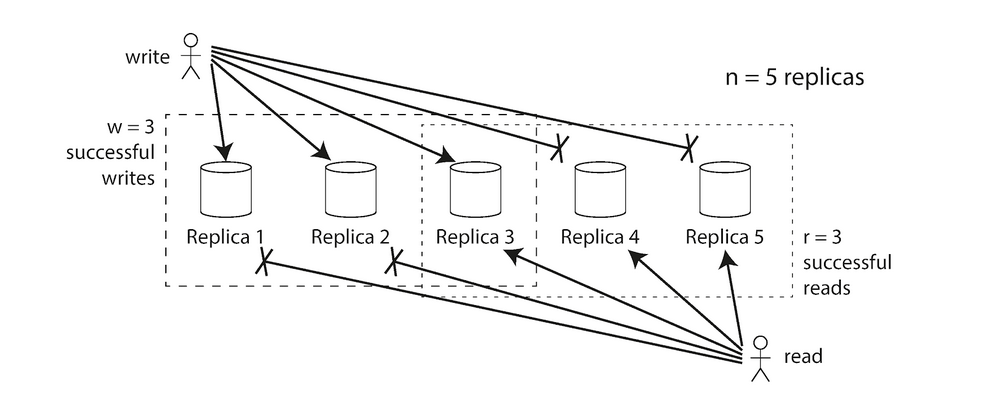 write
n = 5 replicas
w = 3
successful
writes
Replica 1
Replica 2
Replica 3
Replica 4
Replica 5
r = 3
successful
reads
read